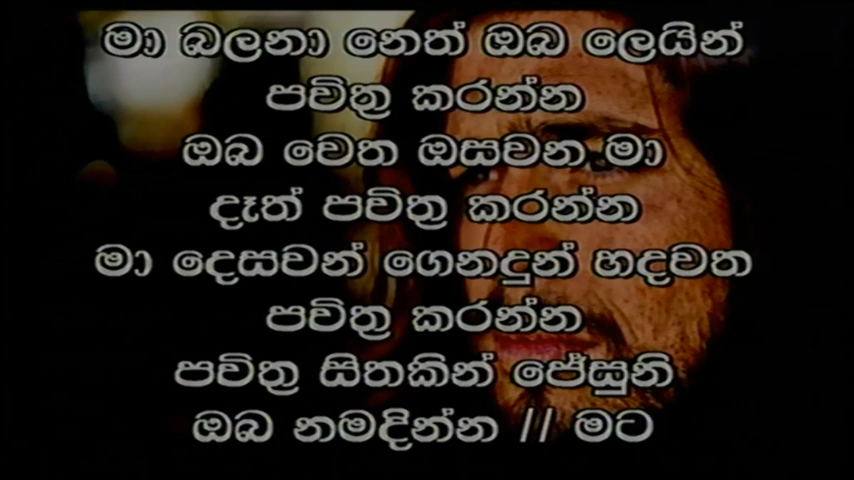 මා බලනා නෙත් ඔබ ලෙයින්
පවිත්‍ර කරන්න
ඔබ වෙත ඔසවන මා
දෑත් පවිත්‍ර කරන්න
මා දෙසවන් ගෙනදුන් හදවත
පවිත්‍ර කරන්න
පවිත්‍ර සිතකින් ජේසුනි
ඔබ නමදින්න // මට